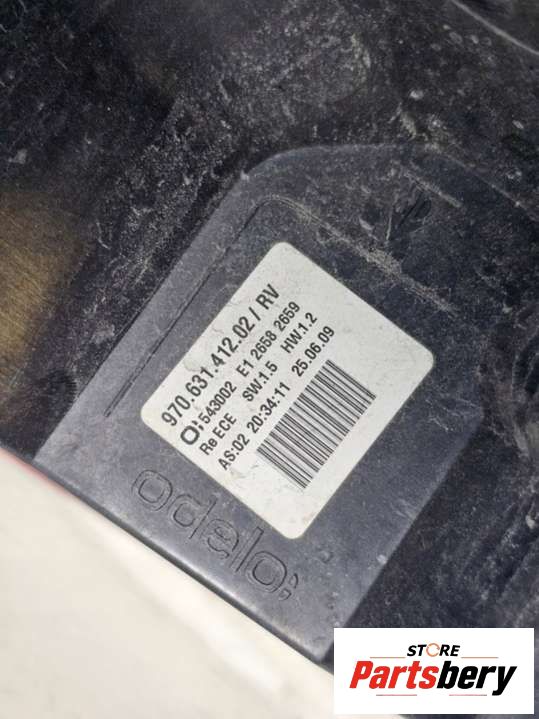 970.631.412.02 / RV
O: 543002 E1 2658 2659
Re ECE SW:1.5 HW:1.2
AS:02 20:34:11 25.06.09
odelo:
STORE
Partsbery